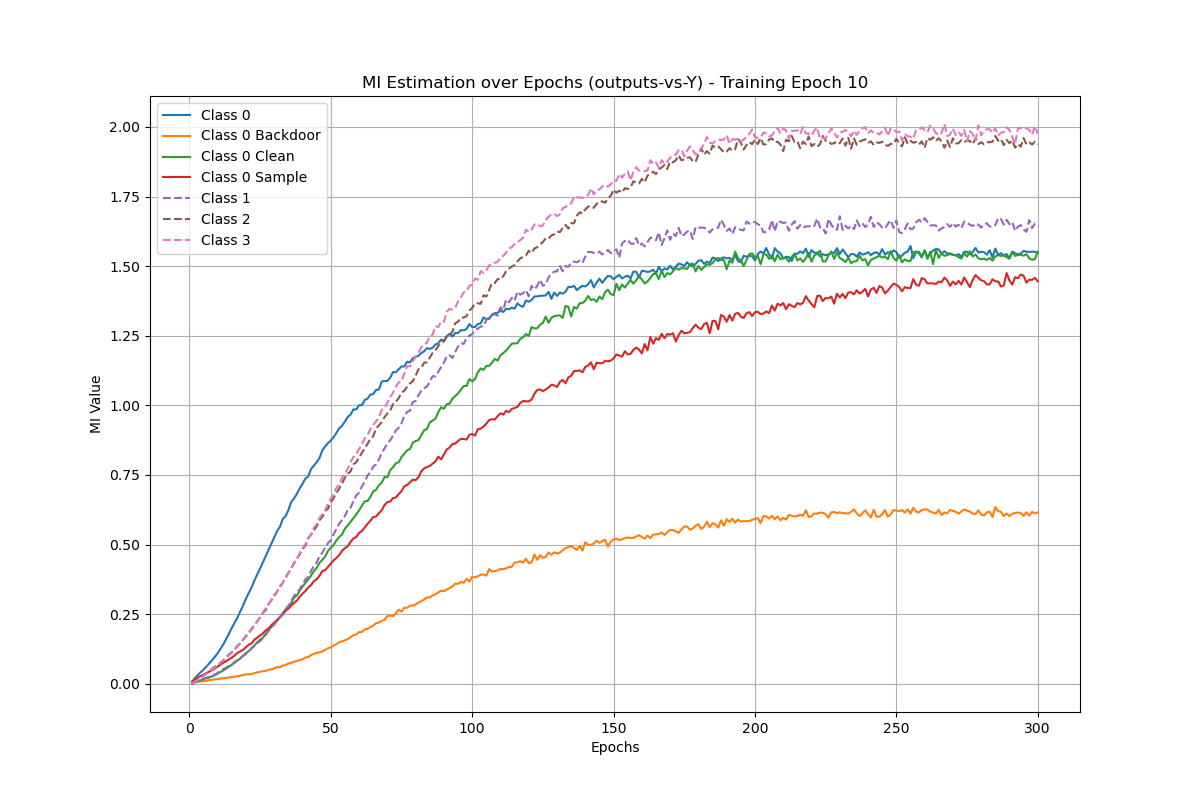 MI Estimation over Epochs (outputs-vs-Y) - Training Epoch 10
Class 0
Class 0 Backdoor
Class 0 Clean
Class 0 Sample
Class 1
Class 2
Class 3
MI Value
2.00
1.75
1.50
1.25
1.00
0.75
0.50
0.25
0.00
0 50 100 150 200 250 300
Epochs